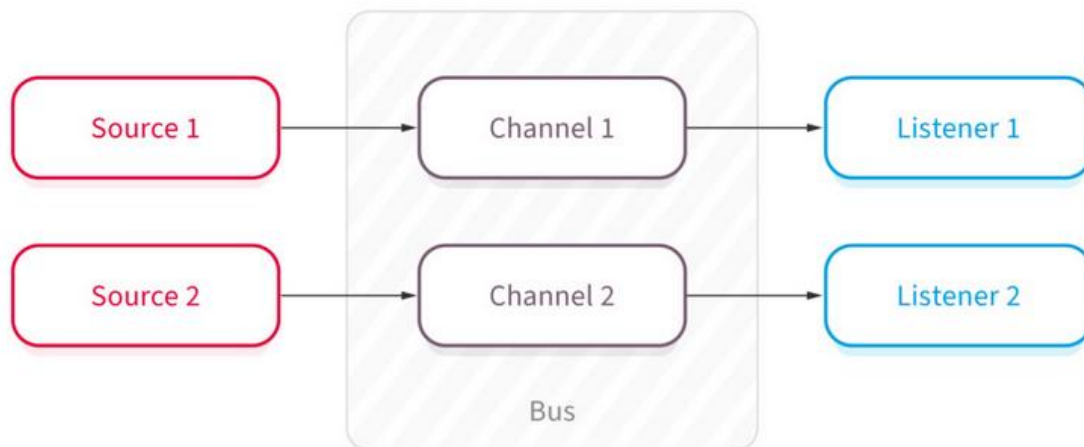 Source 1
Channel 1
Listener 1
Source 2
Channel 2
Listener 2
Bus